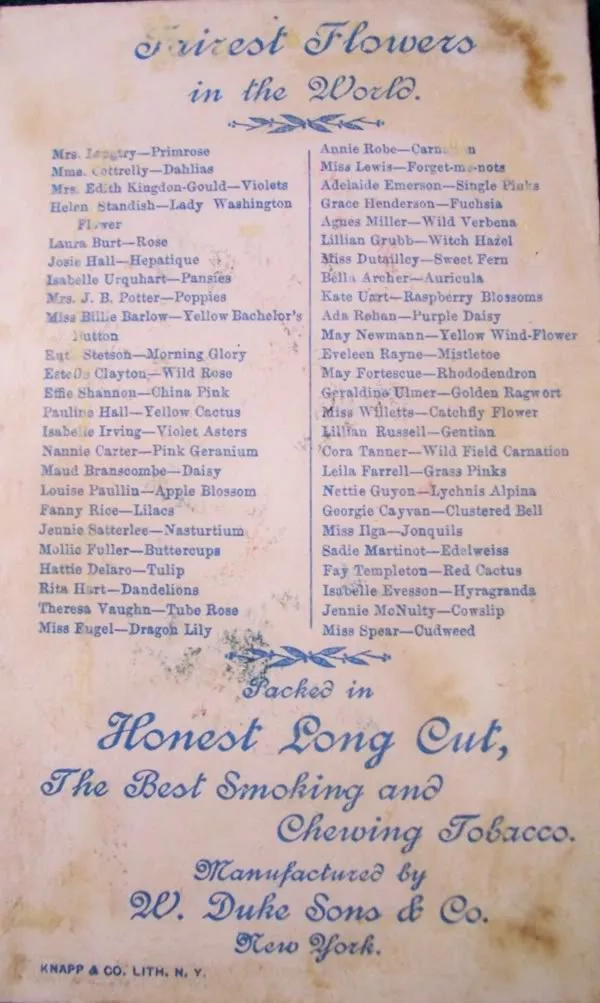 Fairest Flowers
in the World.
Mrs. Langtry—Primrose
Mme. Cottrelly—Dahlias
Mrs. Edith Kingdon-Gould—Violets
Helen Standish—Lady Washington
Flower
Laura Burt—Rose
Josie Hall—Hepatique
Isabelle Urquhart—Pansies
Mrs. J. B. Potter—Poppies
Miss Billie Barlow—Yellow Bachelor's
Button
Stetson—Morning Glory
Estelle Clayton—Wild Rose
Effie Shannon—China Pink
Pauline Hall—Yellow Cactus
Isabelle Irving—Violet Asters
Nannie Carter—Pink Geranium
Maud Branscombe—Daisy
Louise Paullin—Apple Blossom
Fanny Rice—Lilacs
Jennie Satterlee—Nasturtium
Mollie Fuller—Buttercups
Hattie Delaro—Tulip
Rita Hart—Dandelions
Theresa Vaughn—Tube Rose
Miss Fugel—Dragon Lily
Annie Robe—Carnation
Miss Lewis—Forget-me-nots
Adelaide Emerson—Single Pinks
Grace Henderson—Fuchsia
Agnes Miller—Wild Verbena
Lillian Grubb—Witch Hazel
Miss Dutailley—Sweet Fern
Bella Archer—Auricula
Kate Uart—Raspberry Blossoms
Ada Rehan—Purple Daisy
May Newmann—Yellow Wind-Flower
Eveleen Rayne—Mistletoe
May Fortescue—Rhododendron
Geraldine Ulmer—Golden Ragwort
Miss Willetts—Catchfly Flower
Lillian Russell—Gentian
Cora Tanner—Wild Field Carnation
Leila Farrell—Grass Pinks
Nettie Guyon—Lychnis Alpina
Georgie Cayvan—Clustered Bell
Miss Ilga—Jonquils
Sadie Martinot—Edelweiss
Fay Templeton—Red Cactus
Isabelle Evesson—Hyragranda
Jennie McNulty—Cowslip
Miss Spear—Cudweed
Packed in
Honest Long Cut,
The Best Smoking and
Chewing Tobacco.
Manufactured by
W. Duke Sons & Co.
New York.
KNAPP & CO. LITH. N. Y.